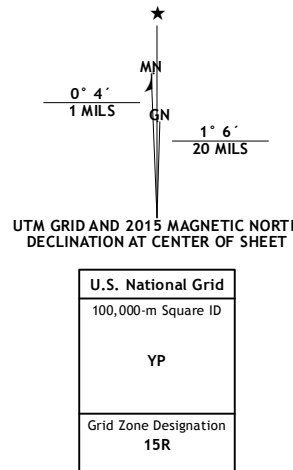 ★
MN
0° 4´
1 MILS
GN
1° 6´
20 MILS
UTM GRID AND 2015 MAGNETIC NORTH
DECLINATION AT CENTER OF SHEET
U.S. National Grid
100,000-m Square ID
YP
Grid Zone Designation
15R